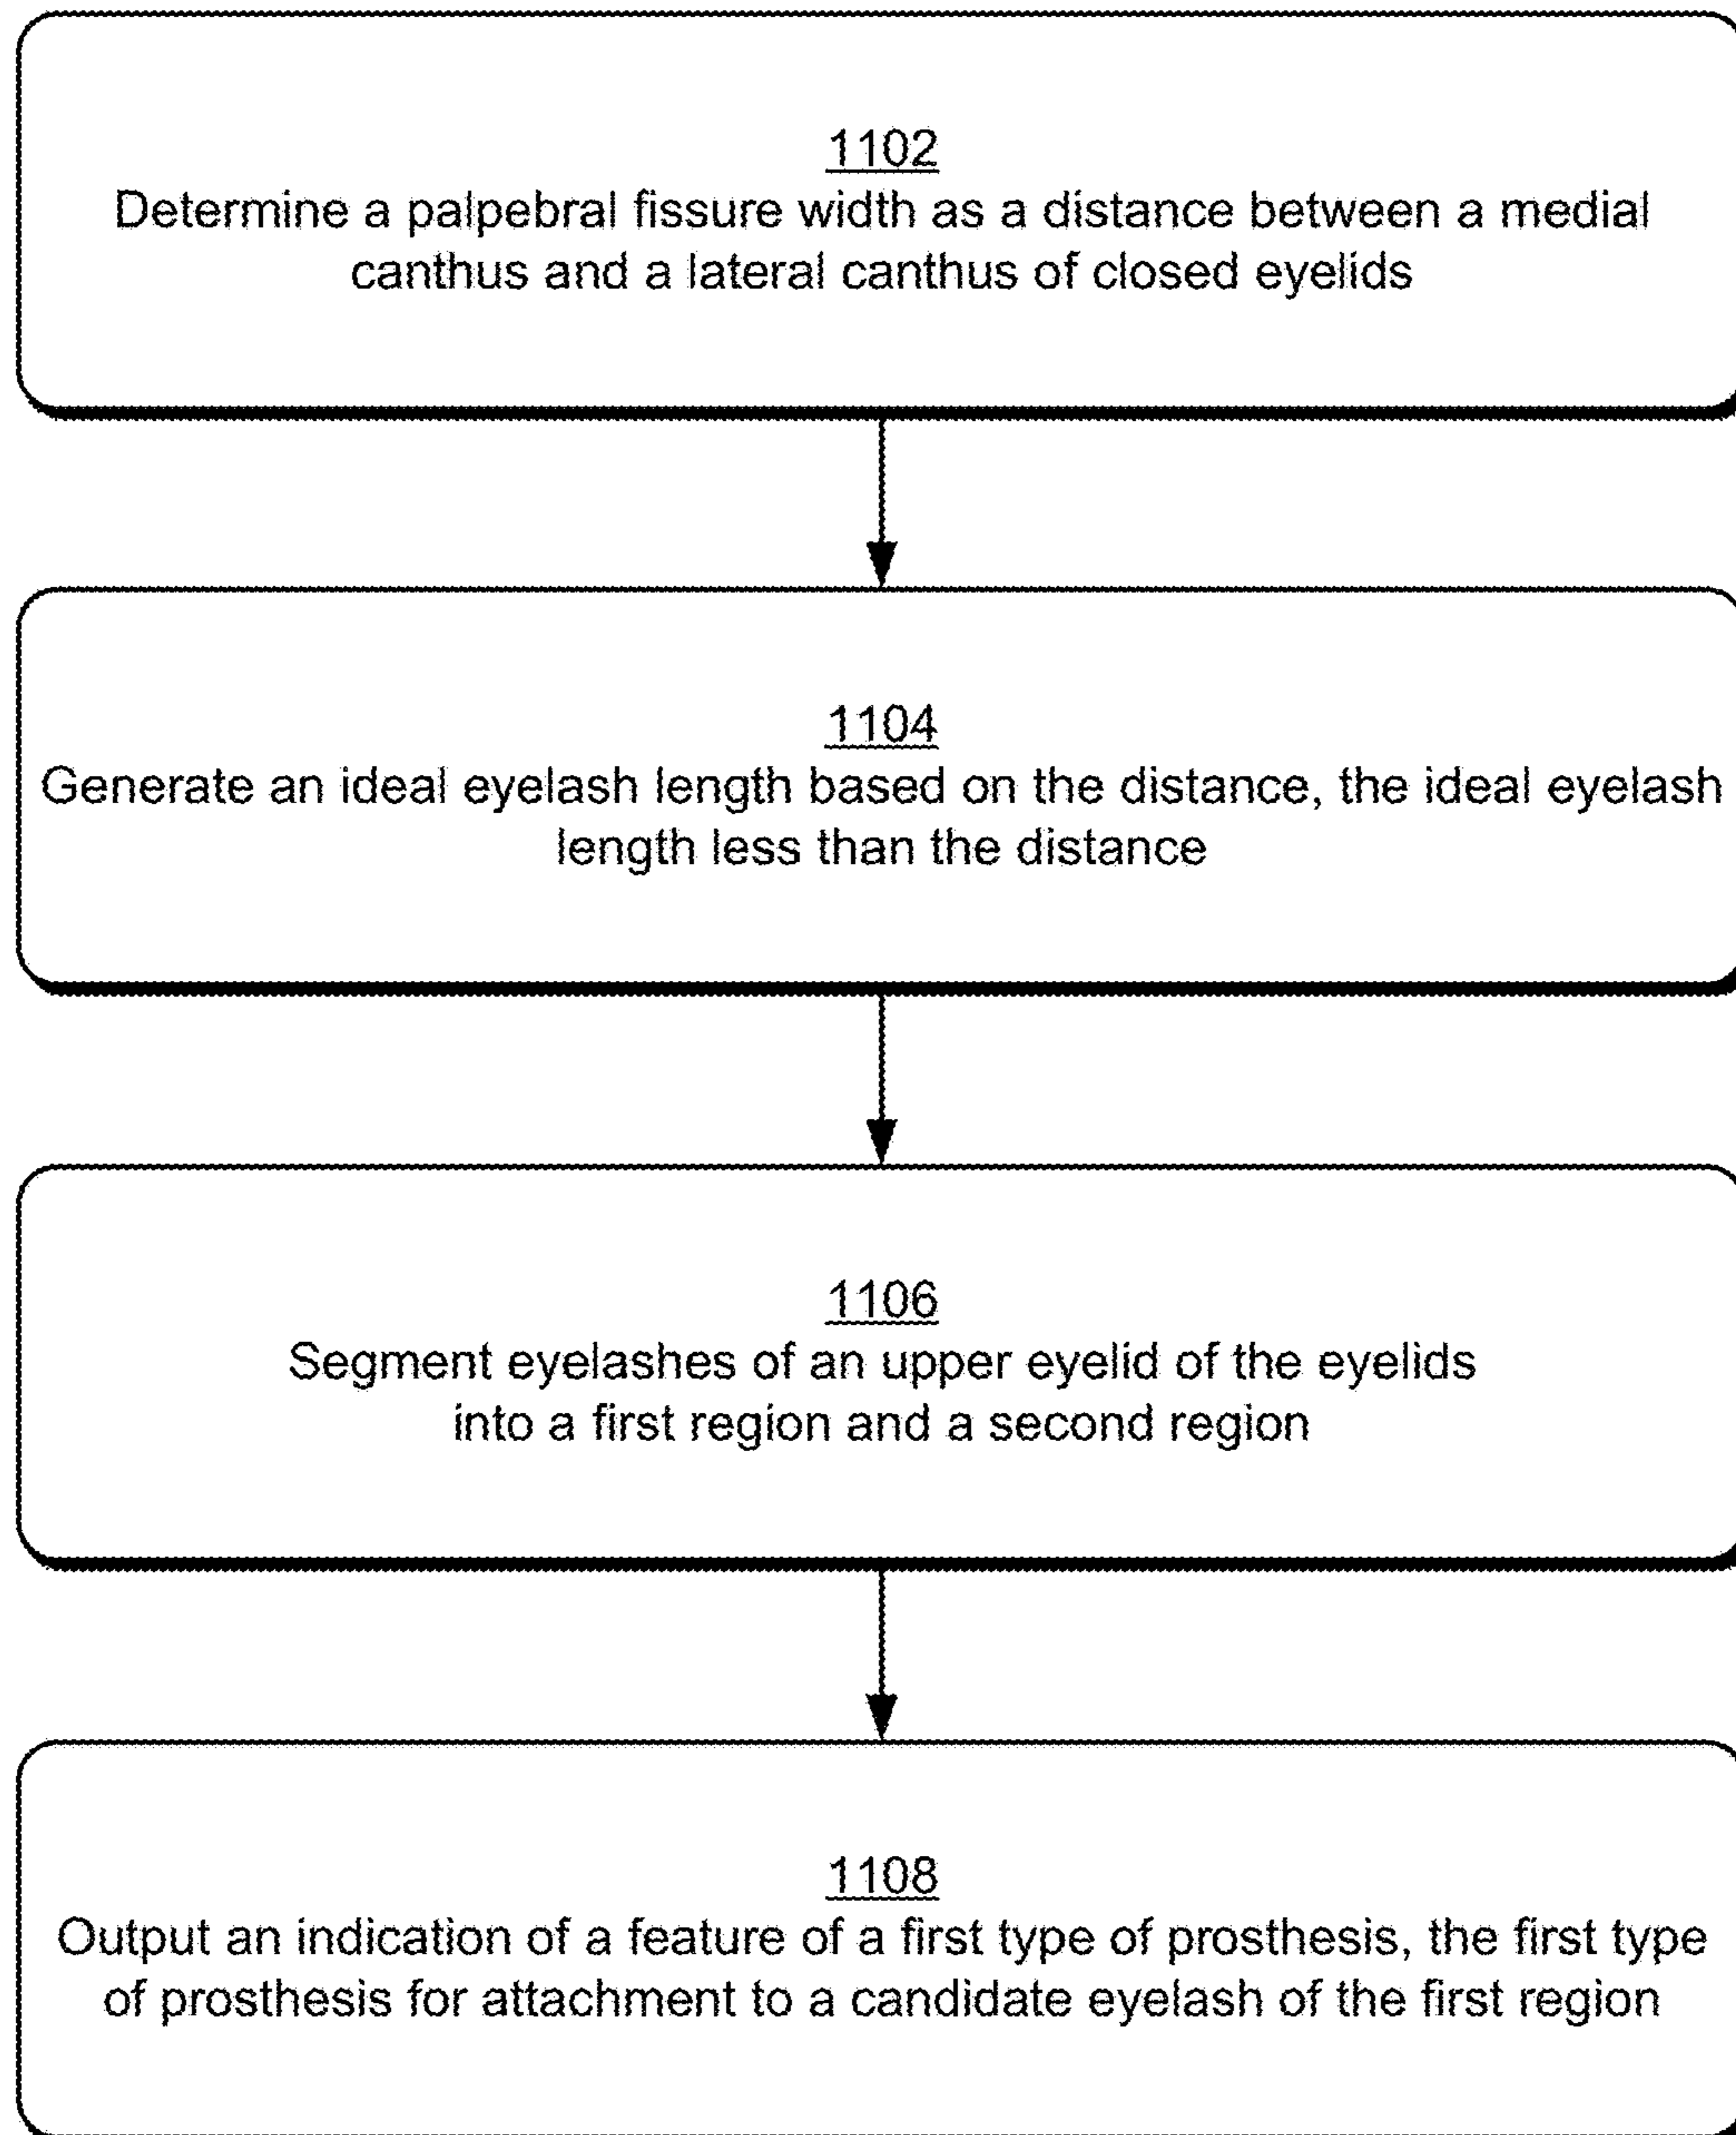 1102
Determine a palpebral fissure width as a distance between a medial
canthus and a lateral canthus of closed eyelids
1104
Generate an ideal eyelash length based on the distance, the ideal eyelash
length less than the distance
1106
Segment eyelashes of an upper eyelid of the eyelids
into a first region and a second region
1108
Output an indication of a feature of a first type of prosthesis, the first type
of prosthesis for attachment to a candidate eyelash of the first region